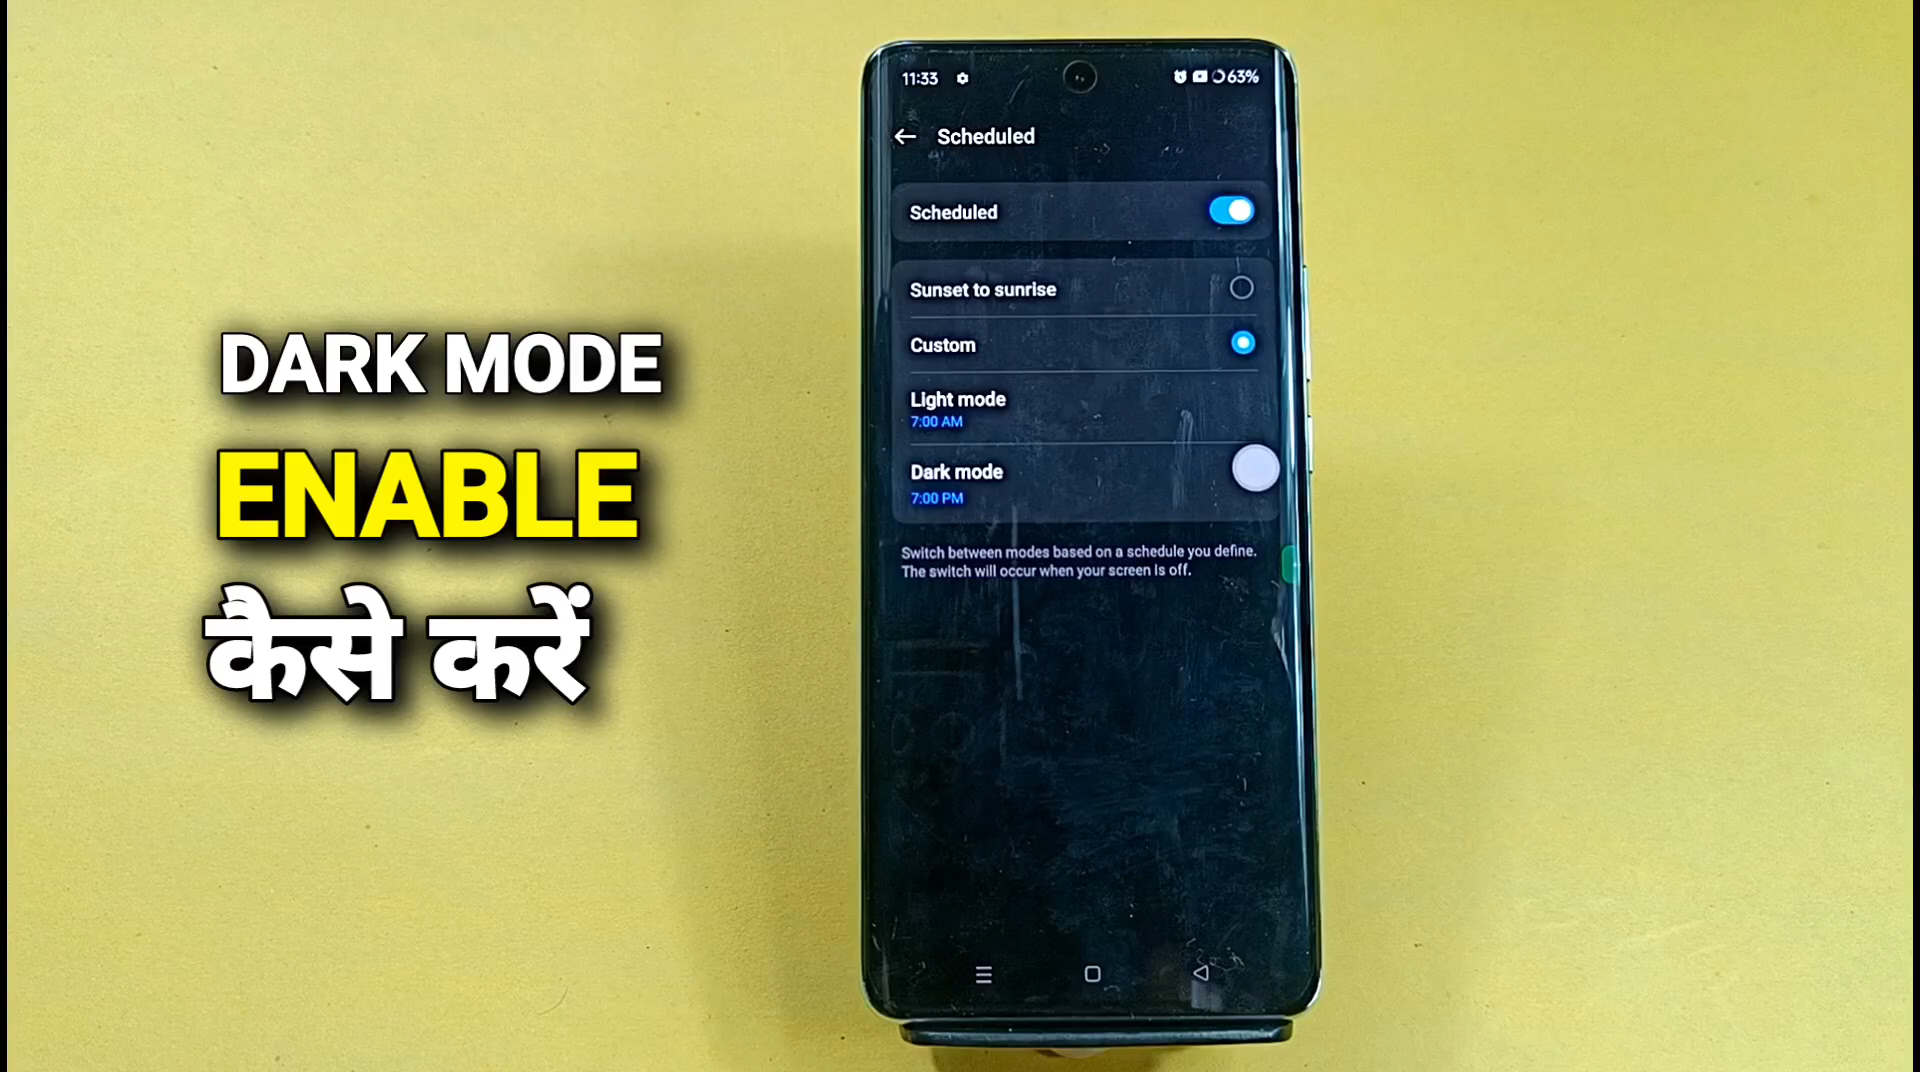 DARK MODE
ENABLE
कैसे करें
11:33 63%
Scheduled
Scheduled
Sunset to sunrise
Custom
Light mode
7:00 AM
Dark mode
7:00 PM
Switch between modes based on a schedule you define.
The switch will occur when your screen is off.